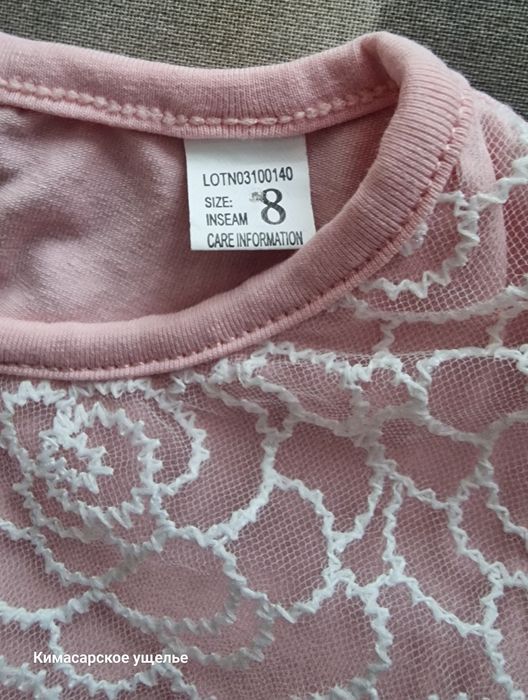 LOTN03100140
SIZE: 8
INSEAM
CARE INFORMATION
Кимасарское ущелье